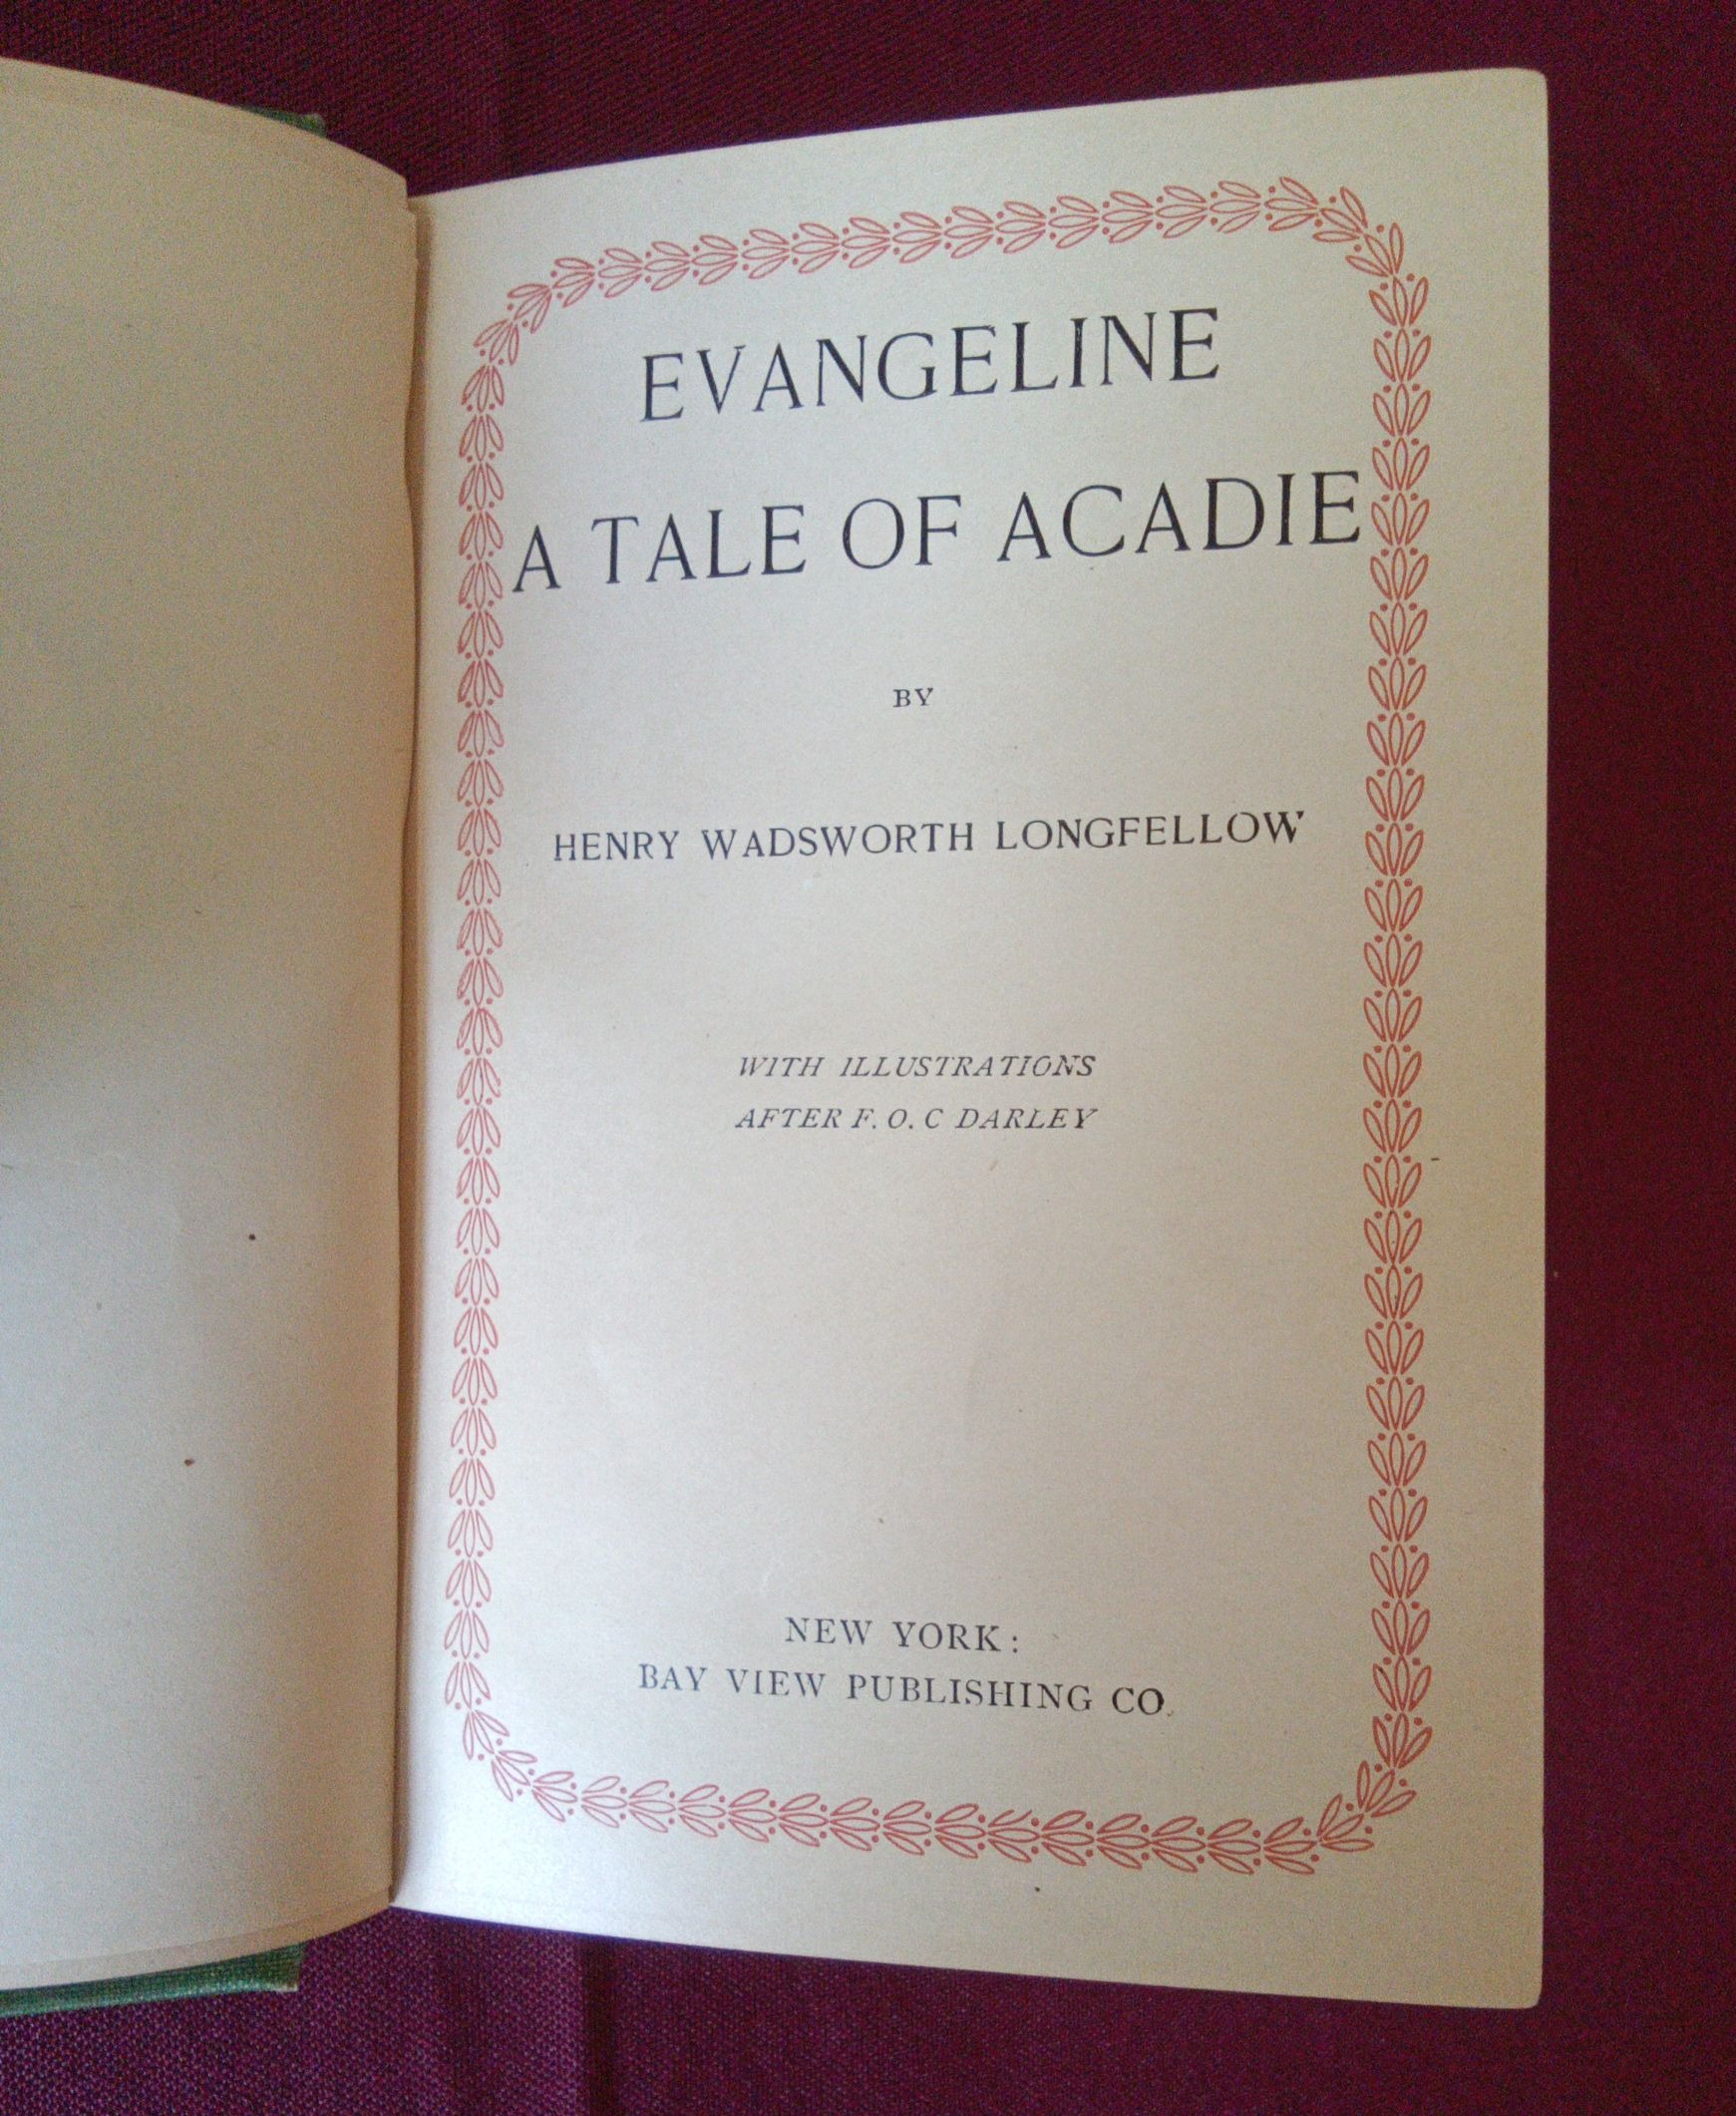 EVANGELINE
A TALE OF ACADIE
BY
HENRY WADSWORTH LONGFELLOW
WITH ILLUSTRATIONS
AFTER F. O. C DARLEY
NEW YORK:
BAY VIEW PUBLISHING CO.